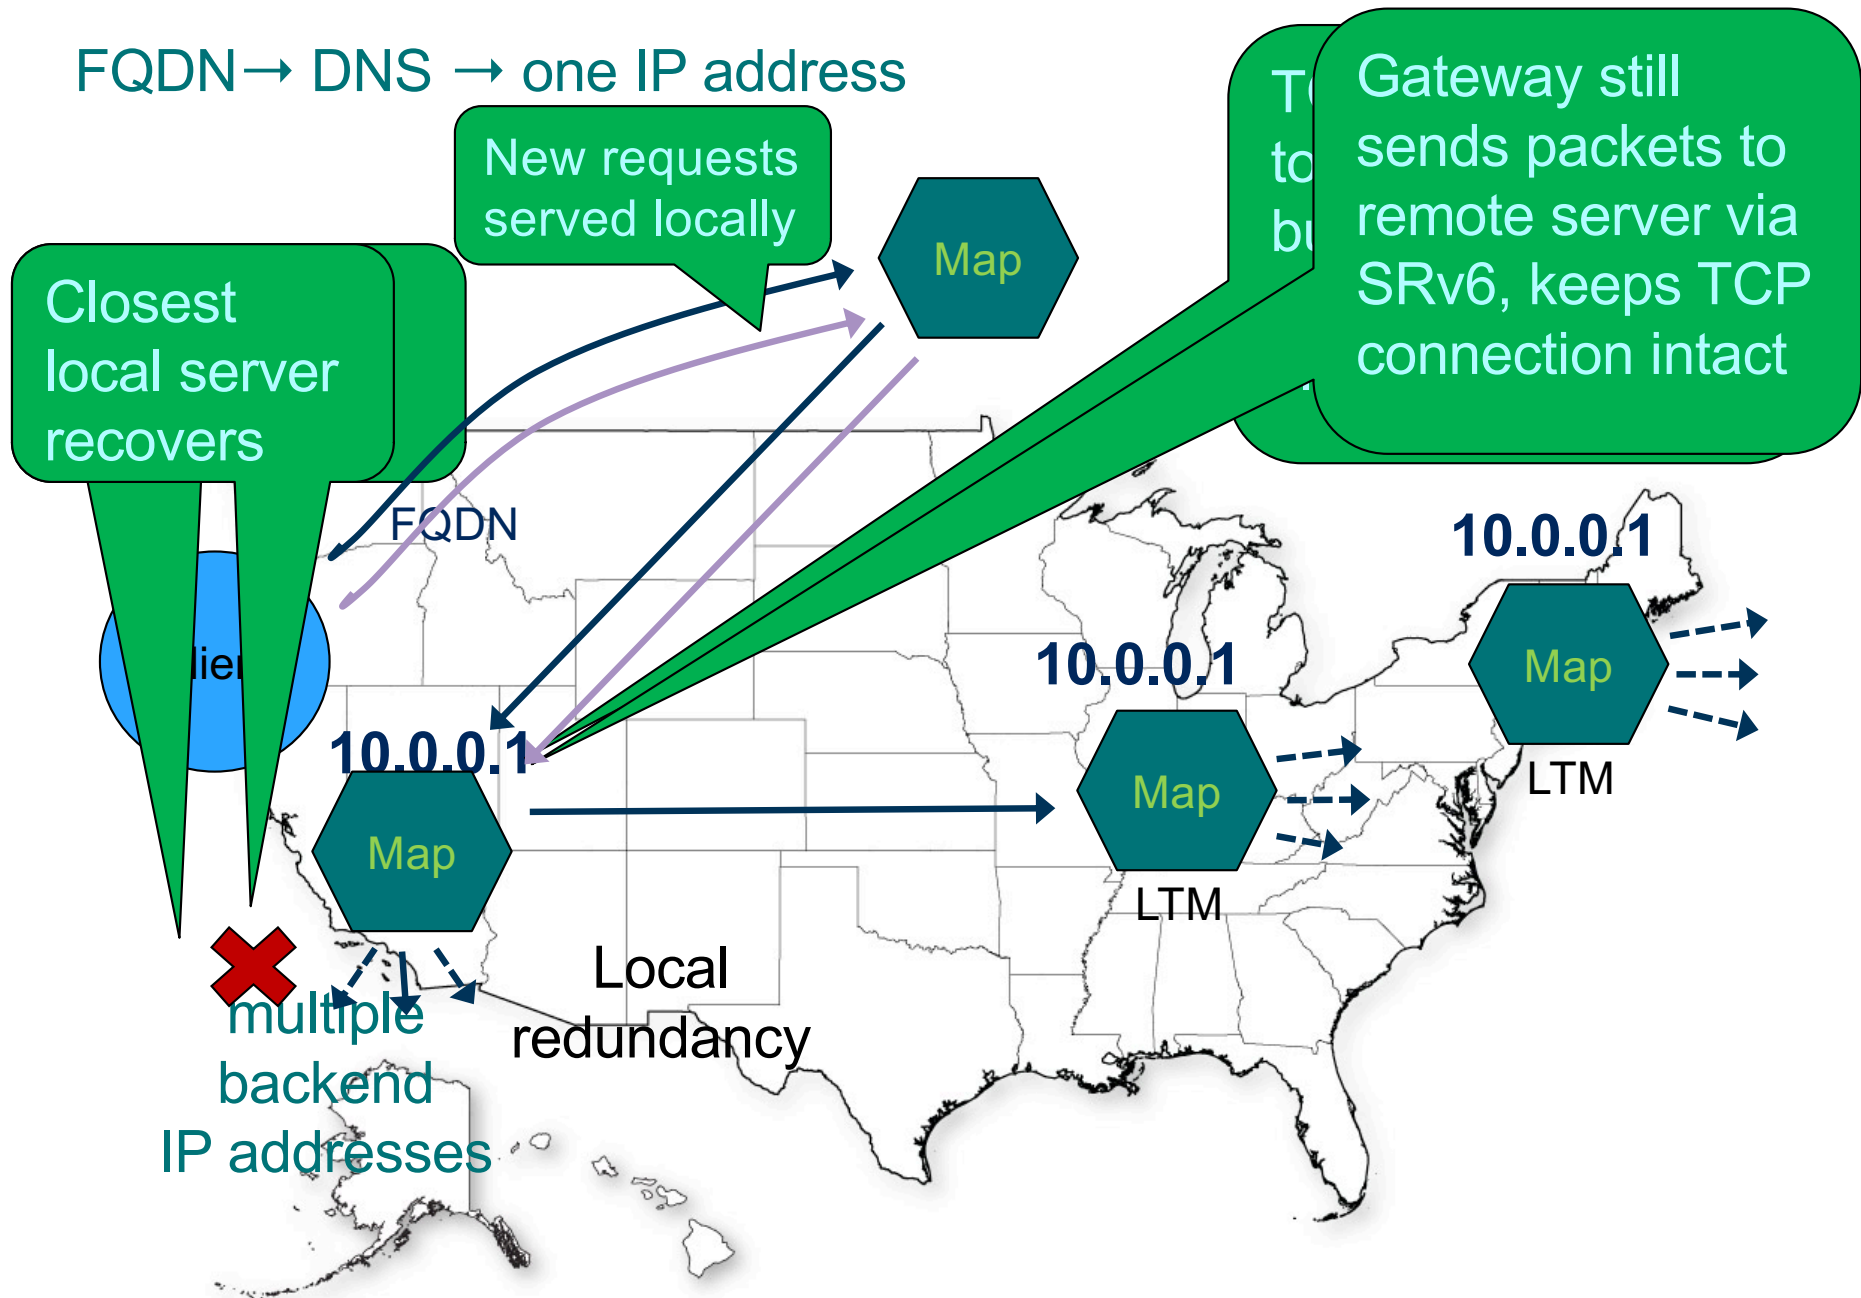 FQDN→ DNS → one IP address
New requests
served locally
Gateway still
sends packets to
remote server via
SRv6, keeps TCP
connection intact
Map
Closest
local server
recovers
FQDN
10.0.0.1
Map
LTM
10.0.0.1
Map
LTM
10.0.0.1
Map
Local
redundancy
multiple
backend
IP addresses